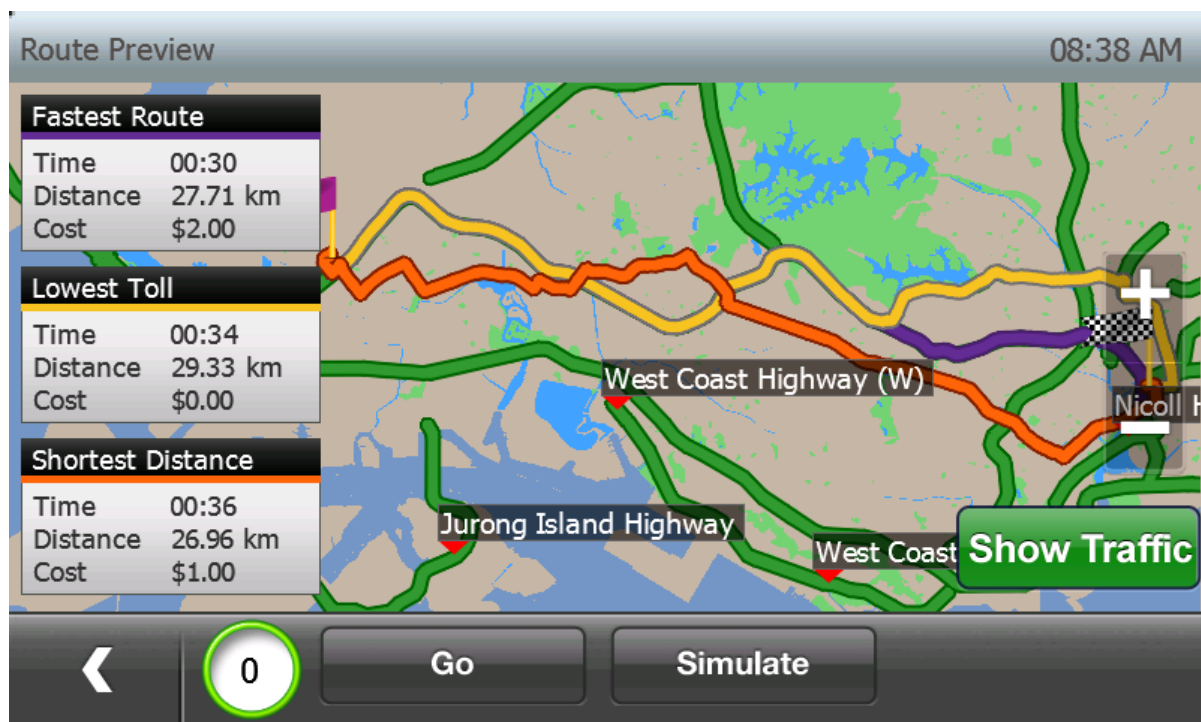 Route Preview
08:38 AM
Fastest Route
Time 00:30
Distance 27.71 km
Cost $2.00
Lowest Toll
Time 00:34
Distance 29.33 km
Cost $0.00
Shortest Distance
Time 00:36
Distance 26.96 km
Cost $1.00
West Coast Highway (W)
Nicoll H
Jurong Island Highway
West Coast
Show Traffic
0
Go
Simulate